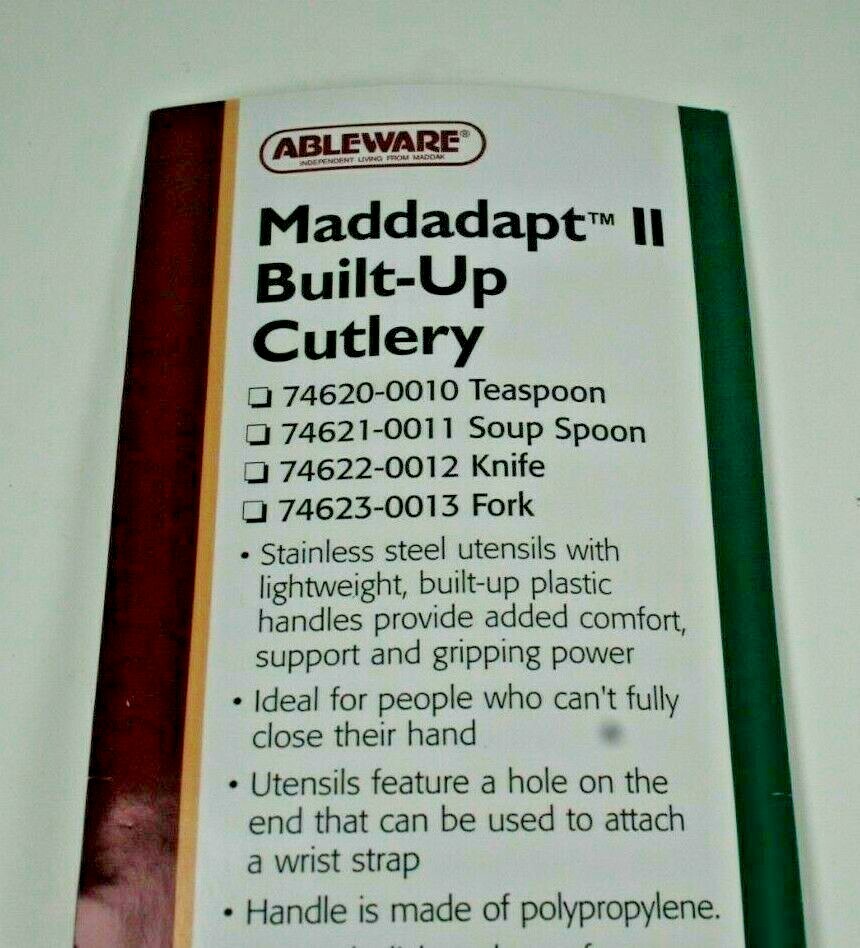 ABLEWARE®
INDEPENDENT LIVING FROM MADDAK
Maddadapt™ II
Built-Up
Cutlery
❏ 74620-0010 Teaspoon
❏ 74621-0011 Soup Spoon
❏ 74622-0012 Knife
❏ 74623-0013 Fork
• Stainless steel utensils with
lightweight, built-up plastic
handles provide added comfort,
support and gripping power
• Ideal for people who can't fully
close their hand
• Utensils feature a hole on the
end that can be used to attach
a wrist strap
• Handle is made of polypropylene.